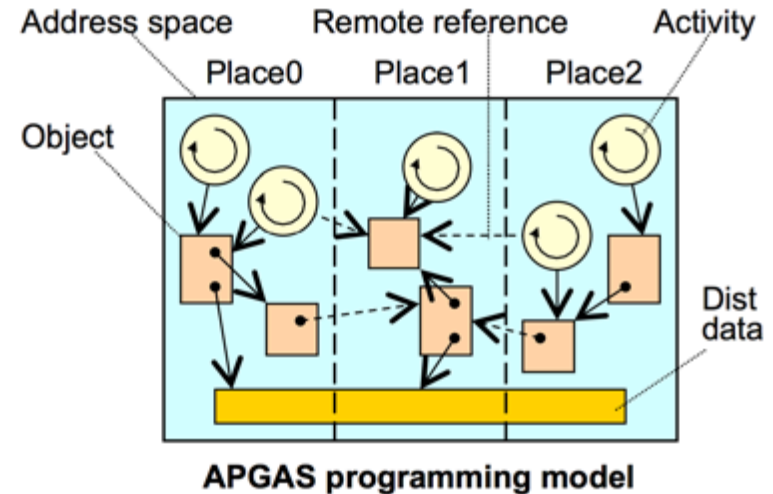 Address space
Remote reference
Activity
Place0
Place1
Place2
Object
Dist
data
APGAS programming model